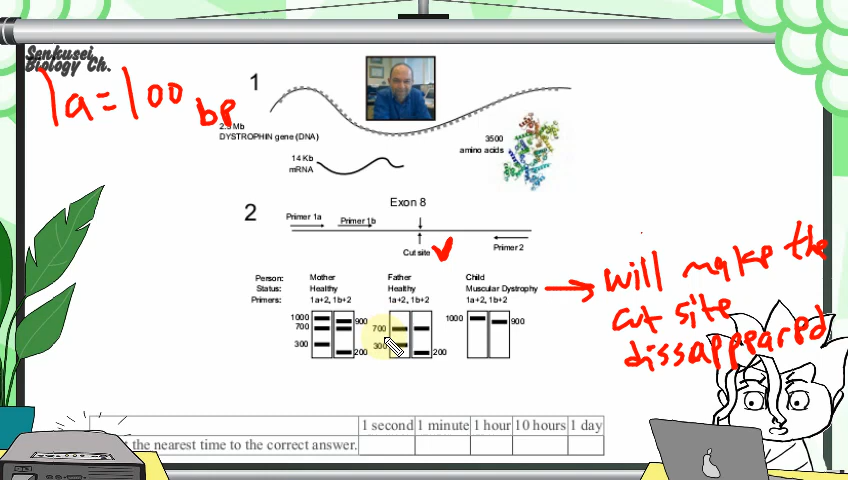 Senkusei
Biology Ch.
1a=100 bp
1
2.5 Mb
DYSTROPHIN gene (DNA)
14 Kb
mRNA
3500
amino acids
2
Exon 8
Primer 1a
Primer 1b
Cut site
Primer 2
Person: Mother Father Child
Status: Healthy Healthy Muscular Dystrophy
Primers: 1a+2, 1b+2 1a+2, 1b+2 1a+2, 1b+2
1000 900 1000 900
700 700
300 300
200 200
will make the
cut site
dissappeared
1 second 1 minute 1 hour 10 hours 1 day
the nearest time to the correct answer.